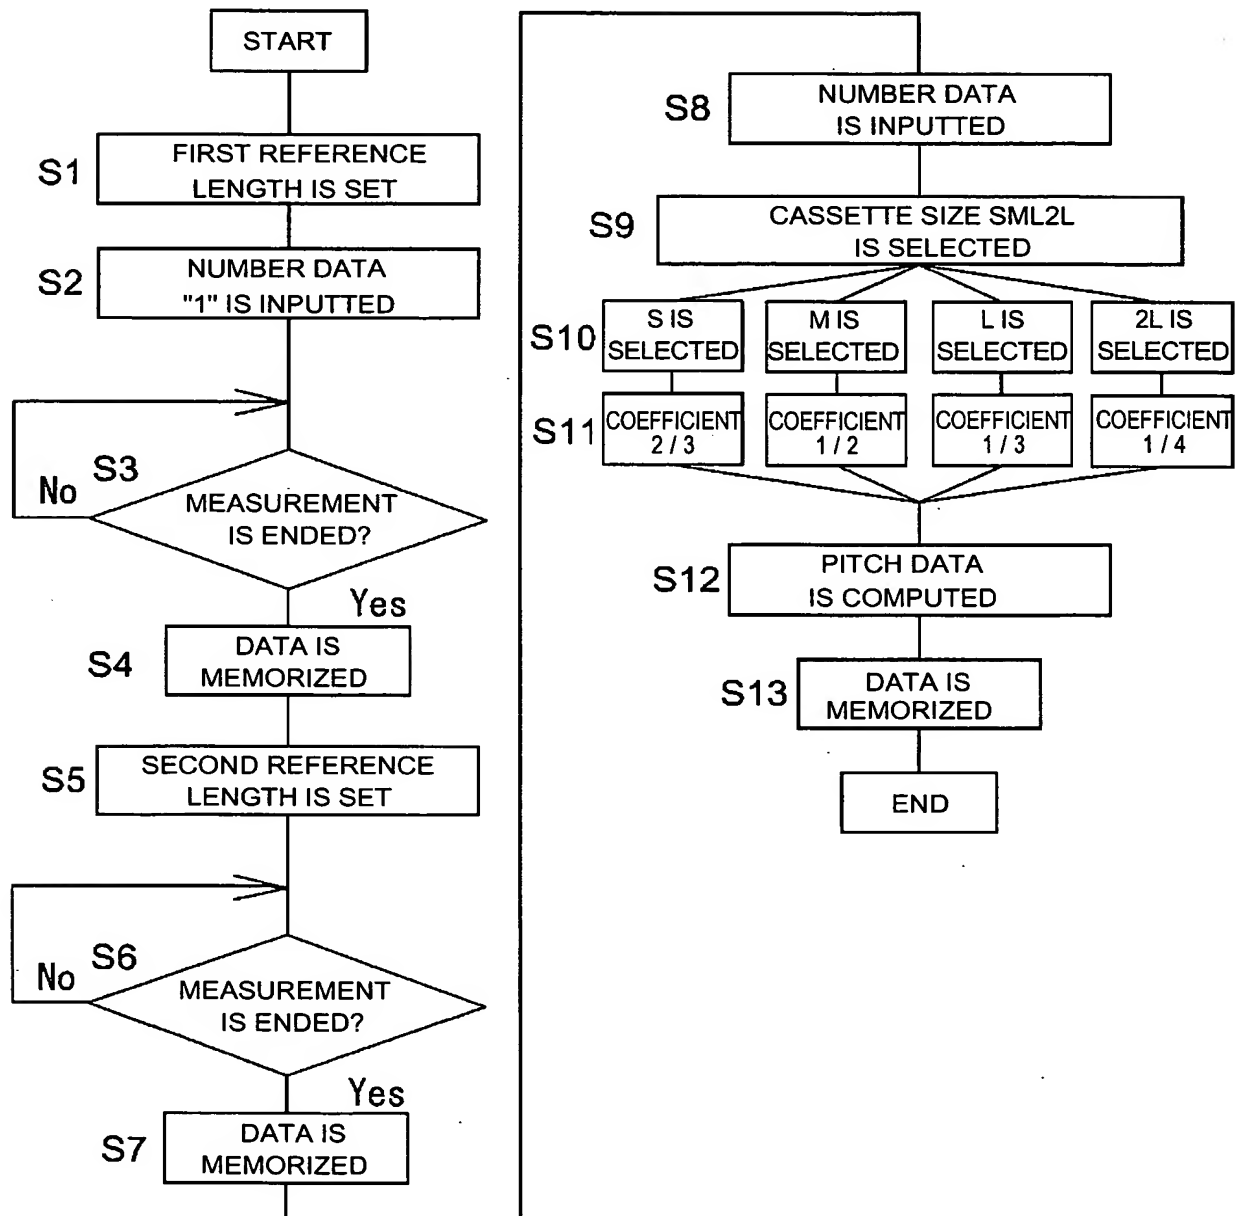 START
S1
FIRST REFERENCE
LENGTH IS SET
S2
NUMBER DATA
"1" IS INPUTTED
S3
No
MEASUREMENT
IS ENDED?
Yes
S4
DATA IS
MEMORIZED
S5
SECOND REFERENCE
LENGTH IS SET
S6
No
MEASUREMENT
IS ENDED?
Yes
S7
DATA IS
MEMORIZED
S8
NUMBER DATA
IS INPUTTED
S9
CASSETTE SIZE SML2L
IS SELECTED
S10
S IS
SELECTED
M IS
SELECTED
L IS
SELECTED
2L IS
SELECTED
S11
COEFFICIENT
2 / 3
COEFFICIENT
1 / 2
COEFFICIENT
1 / 3
COEFFICIENT
1 / 4
S12
PITCH DATA
IS COMPUTED
S13
DATA IS
MEMORIZED
END